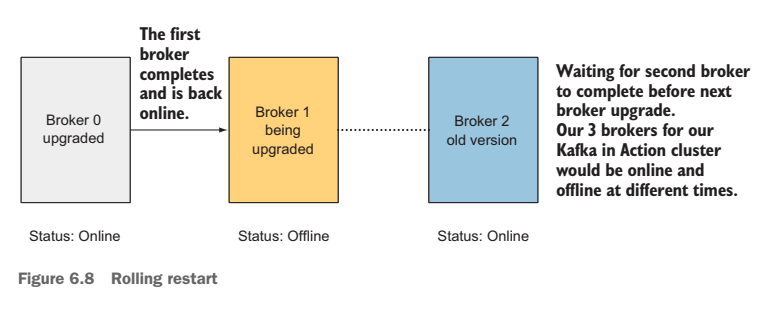 The first
broker
completes
and is back
online.
Broker 0
upgraded
Broker 1
being
upgraded
Broker 2
old version
Waiting for second broker
to complete before next
broker upgrade.
Our 3 brokers for our
Kafka in Action cluster
would be online and
offline at different times.
Status: Online
Status: Offline
Status: Online
Figure 6.8 Rolling restart